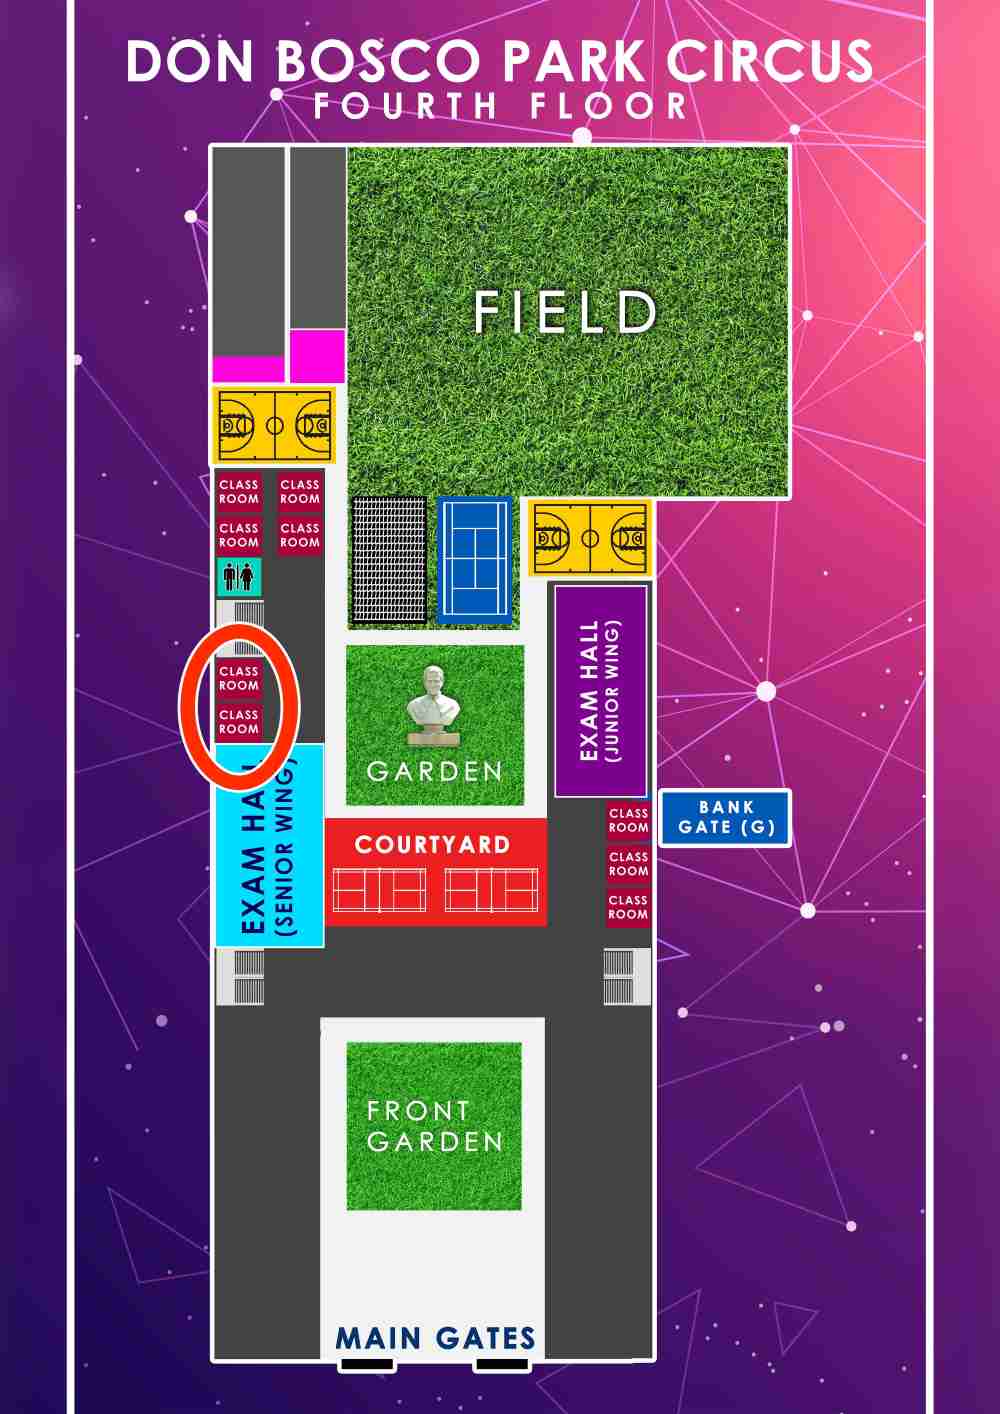 DON BOSCO PARK CIRCUS
FOURTH FLOOR
FIELD
CLASS
ROOM
CLASS
ROOM
CLASS
ROOM
CLASS
ROOM
EXAM HALL
(JUNIOR WING)
CLASS
ROOM
CLASS
ROOM
GARDEN
EXAM HALL
(SENIOR WING)
COURTYARD
BANK
GATE (G)
CLASS
ROOM
CLASS
ROOM
CLASS
ROOM
FRONT
GARDEN
MAIN GATES